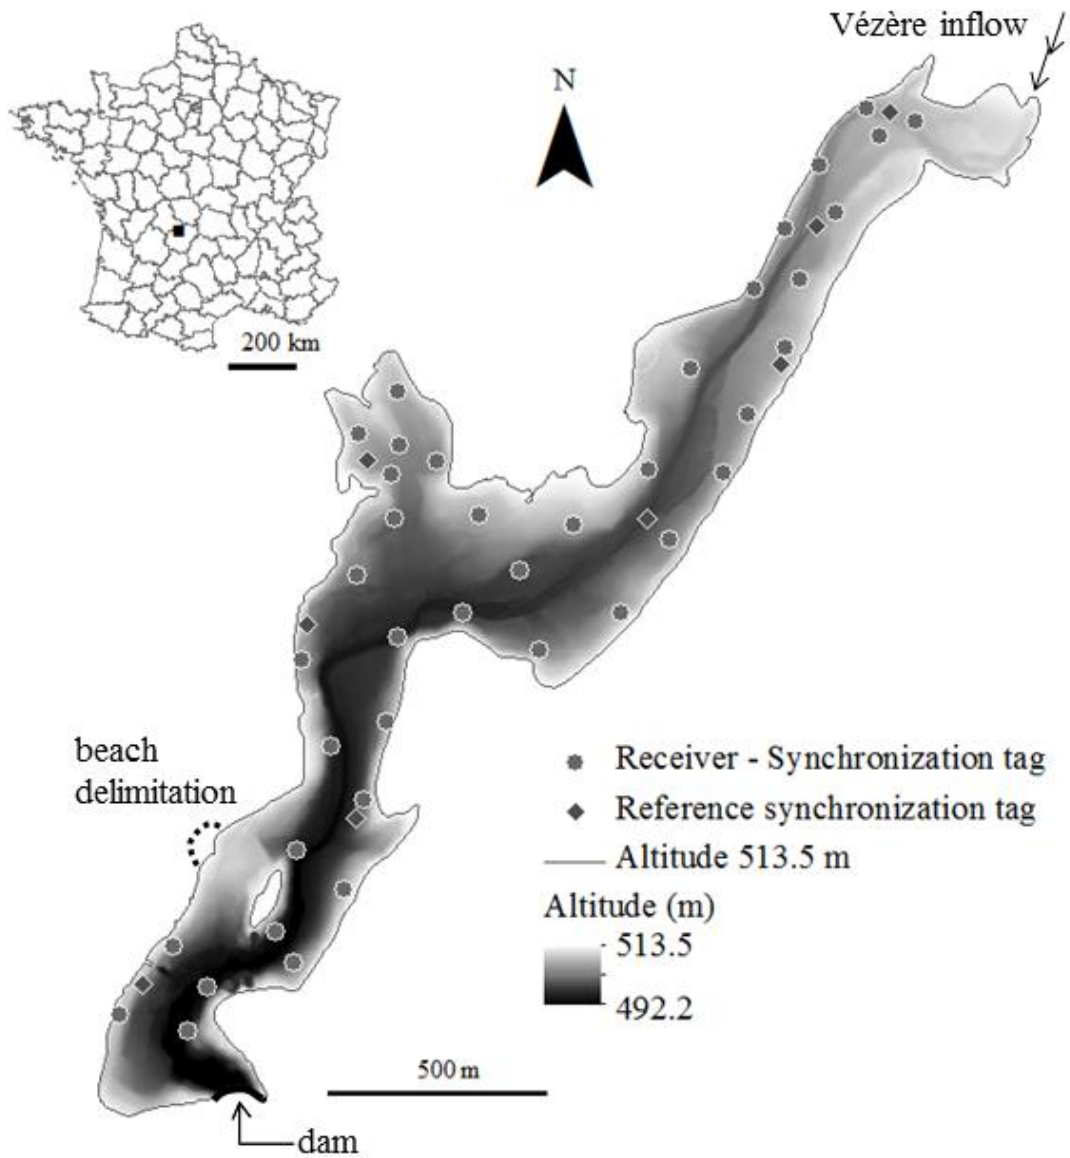 Vézère inflow
N
200 km
beach
delimitation
Receiver - Synchronization tag
Reference synchronization tag
Altitude 513.5 m
Altitude (m)
513.5
492.2
500 m
dam